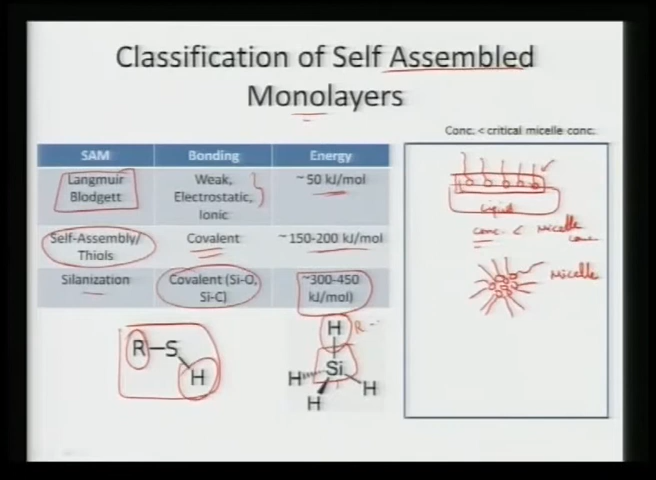 Classification of Self Assembled
Monolayers
Conc. < critical micelle conc.
SAM Bonding Energy
Langmuir
Blodgett
Weak,
Electrostatic,
Ionic
~ 50 kJ/mol
Self-Assembly/
Thiols
Covalent
~ 150-200 kJ/mol
Silanization
Covalent (Si-O,
Si-C)
~300-450
kJ/mol)
R-S
H
H
R-
Si
H
H
H
liquid
conc. < Micelle
conc
Micelle